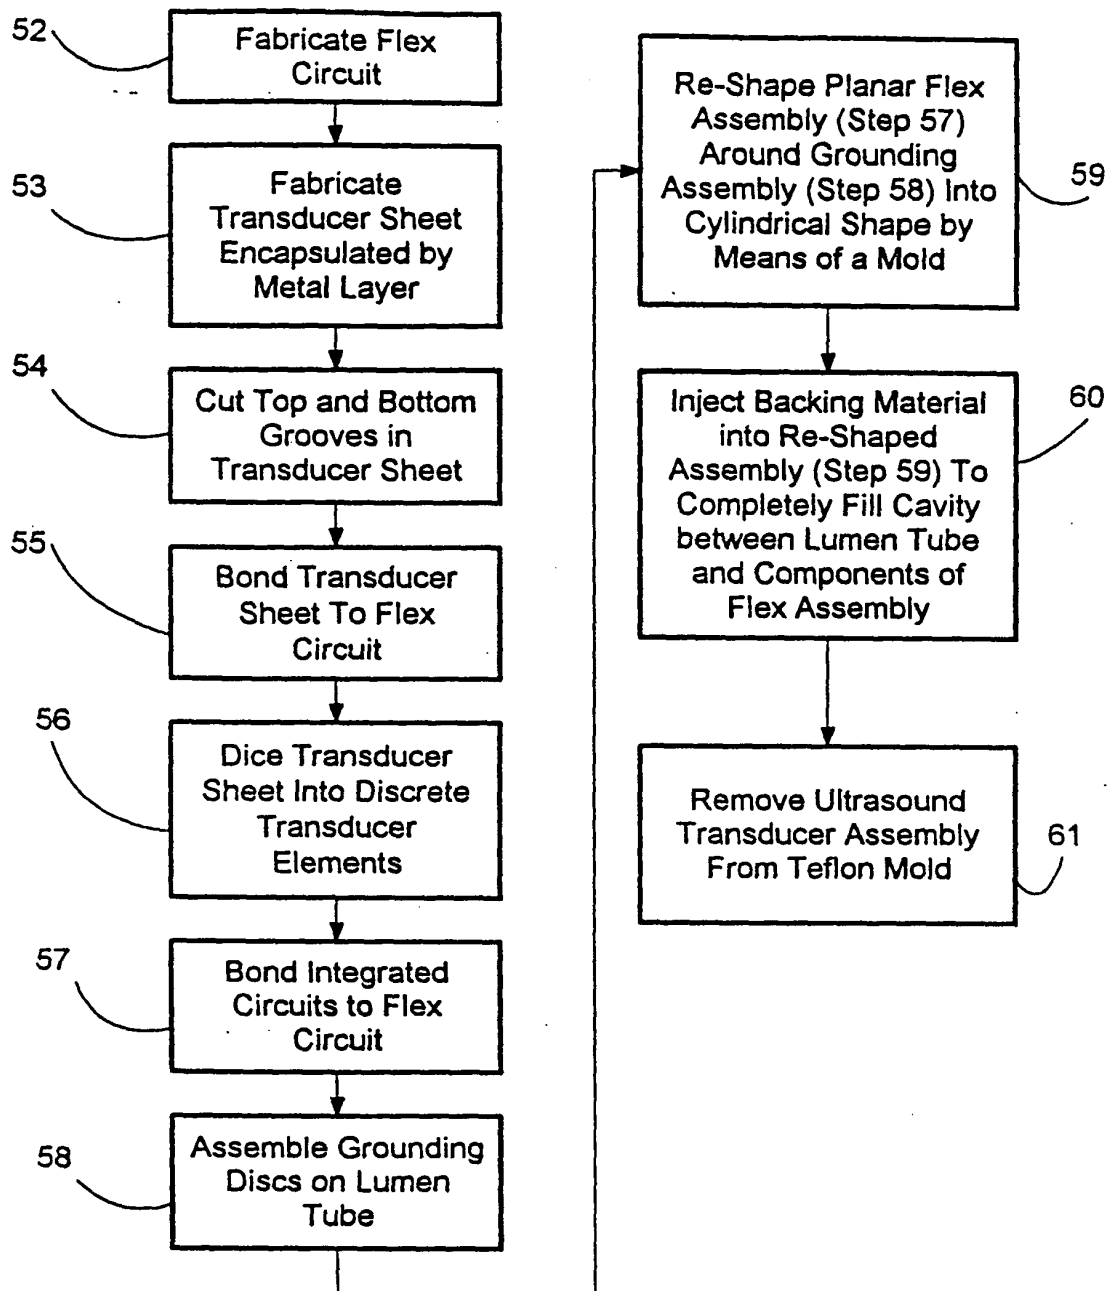 52
Fabricate Flex
Circuit
53
Fabricate
Transducer Sheet
Encapsulated by
Metal Layer
54
Cut Top and Bottom
Grooves in
Transducer Sheet
55
Bond Transducer
Sheet To Flex
Circuit
56
Dice Transducer
Sheet Into Discrete
Transducer
Elements
57
Bond Integrated
Circuits to Flex
Circuit
58
Assemble Grounding
Discs on Lumen
Tube
Re-Shape Planar Flex
Assembly (Step 57)
Around Grounding
Assembly (Step 58) Into
Cylindrical Shape by
Means of a Mold
59
Inject Backing Material
into Re-Shaped
Assembly (Step 59) To
Completely Fill Cavity
between Lumen Tube
and Components of
Flex Assembly
60
Remove Ultrasound
Transducer Assembly
From Teflon Mold
61